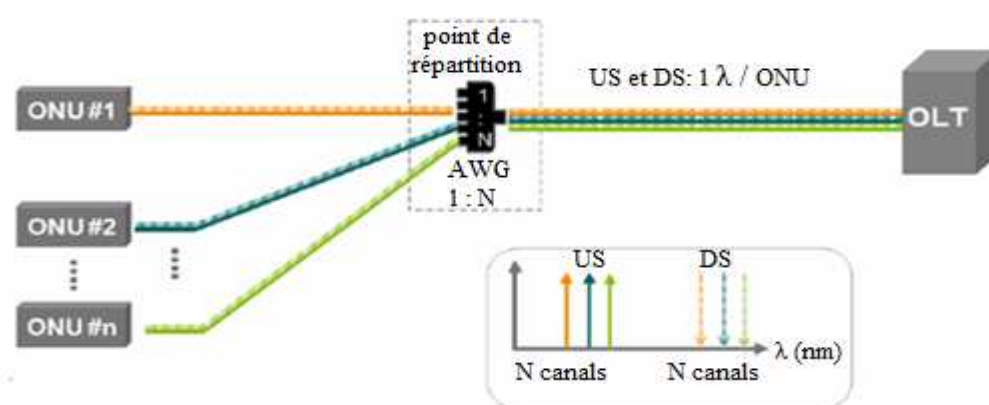 point de
répartition
US et DS: 1 λ / ONU
ONU #1
1
N
OLT
AWG
1 : N
ONU #2
ONU #n
US
DS
λ (nm)
N canals
N canals